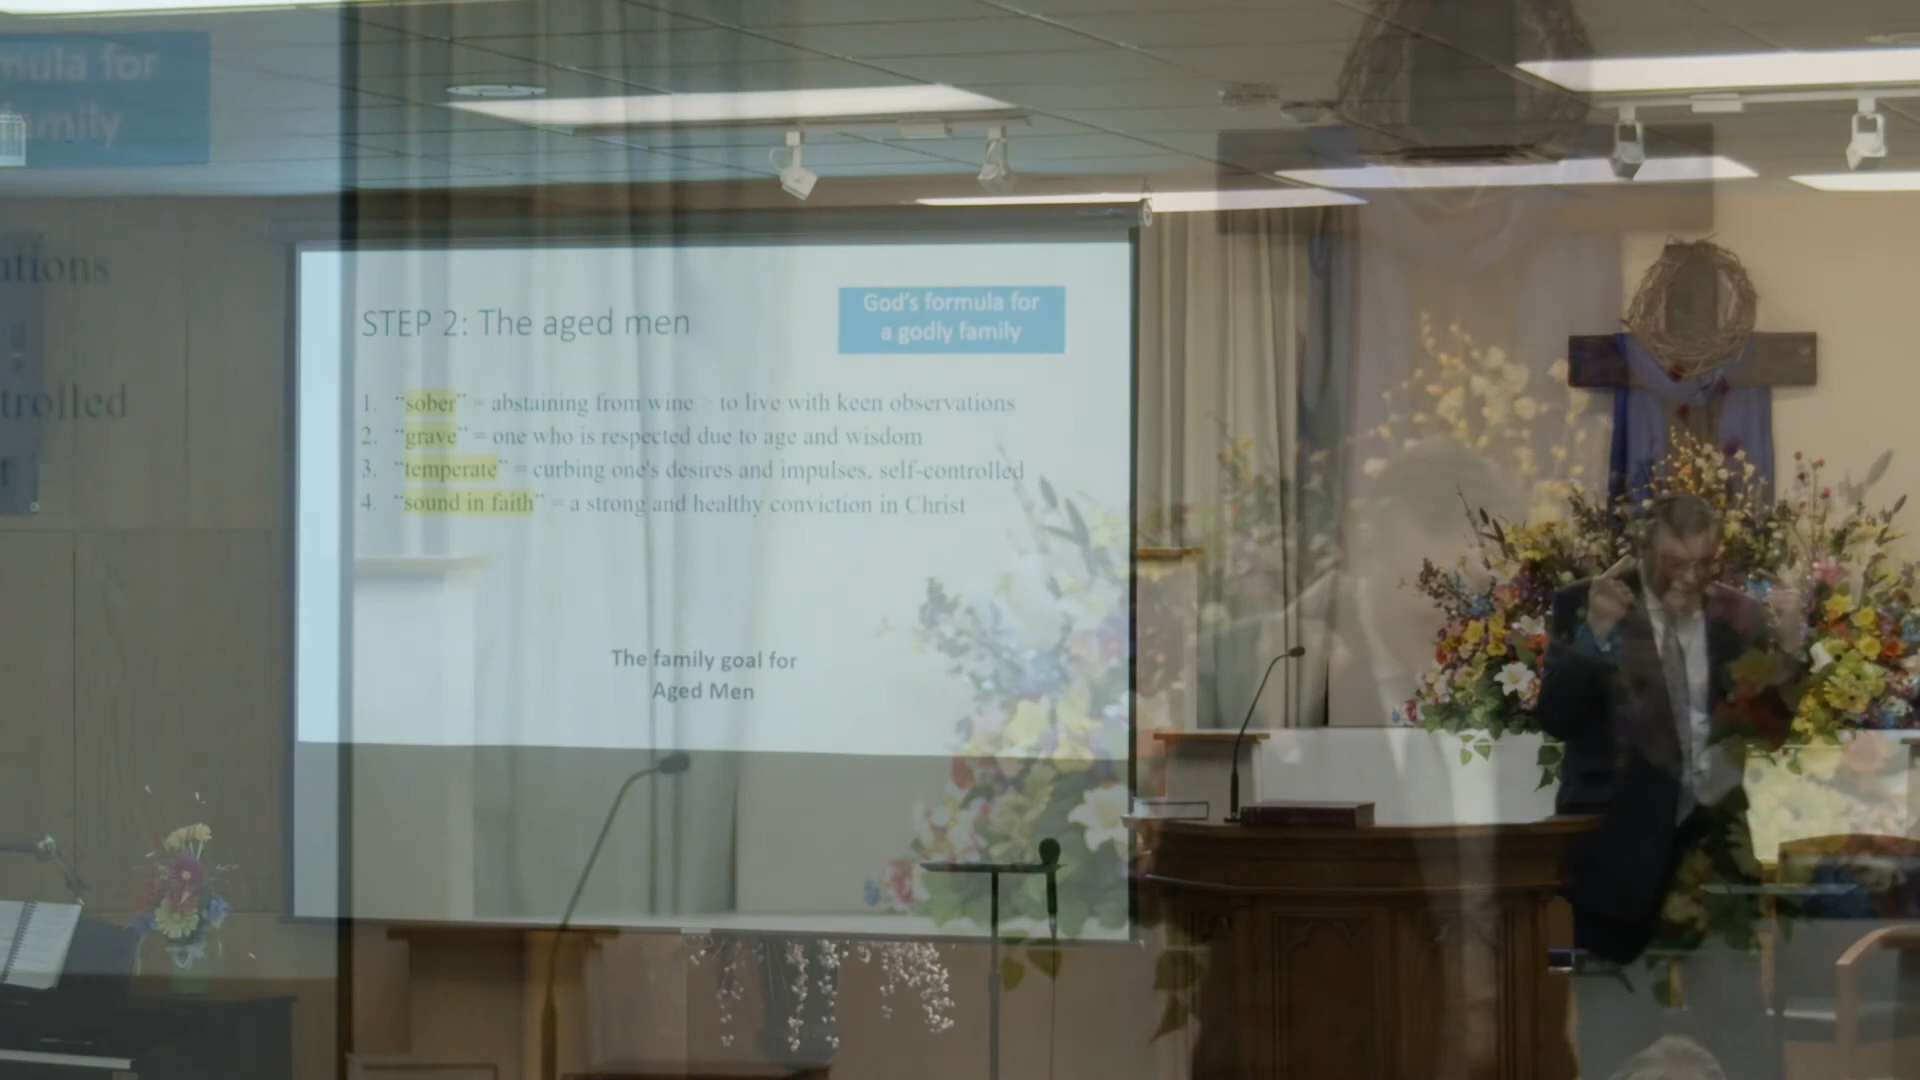 mula for
amily
ations
trolled
t
God's formula for
a godly family
STEP 2: The aged men
1. "sober" = abstaining from wine > to live with keen observations
2. "grave" = one who is respected due to age and wisdom
3. "temperate" = curbing one's desires and impulses, self-controlled
4. "sound in faith" = a strong and healthy conviction in Christ
The family goal for
Aged Men